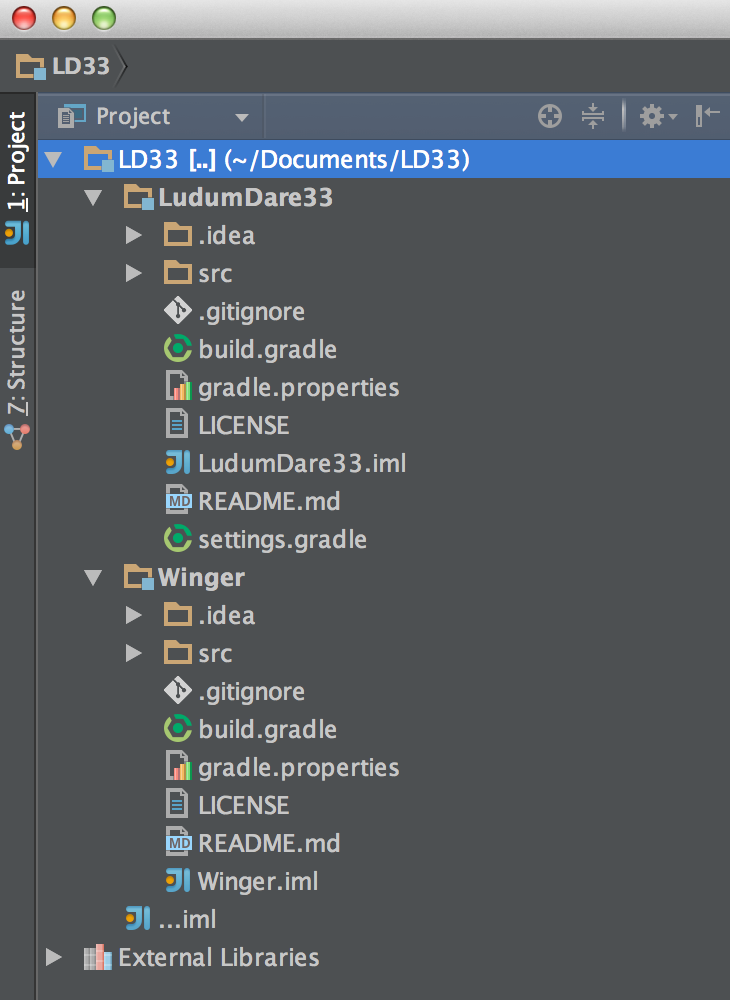 LD33
Project
1: Project
7: Structure
LD33 [..] (~/Documents/LD33)
LudumDare33
.idea
src
.gitignore
build.gradle
gradle.properties
LICENSE
LudumDare33.iml
MD README.md
settings.gradle
Winger
.idea
src
.gitignore
build.gradle
gradle.properties
LICENSE
MD README.md
Winger.iml
...iml
External Libraries